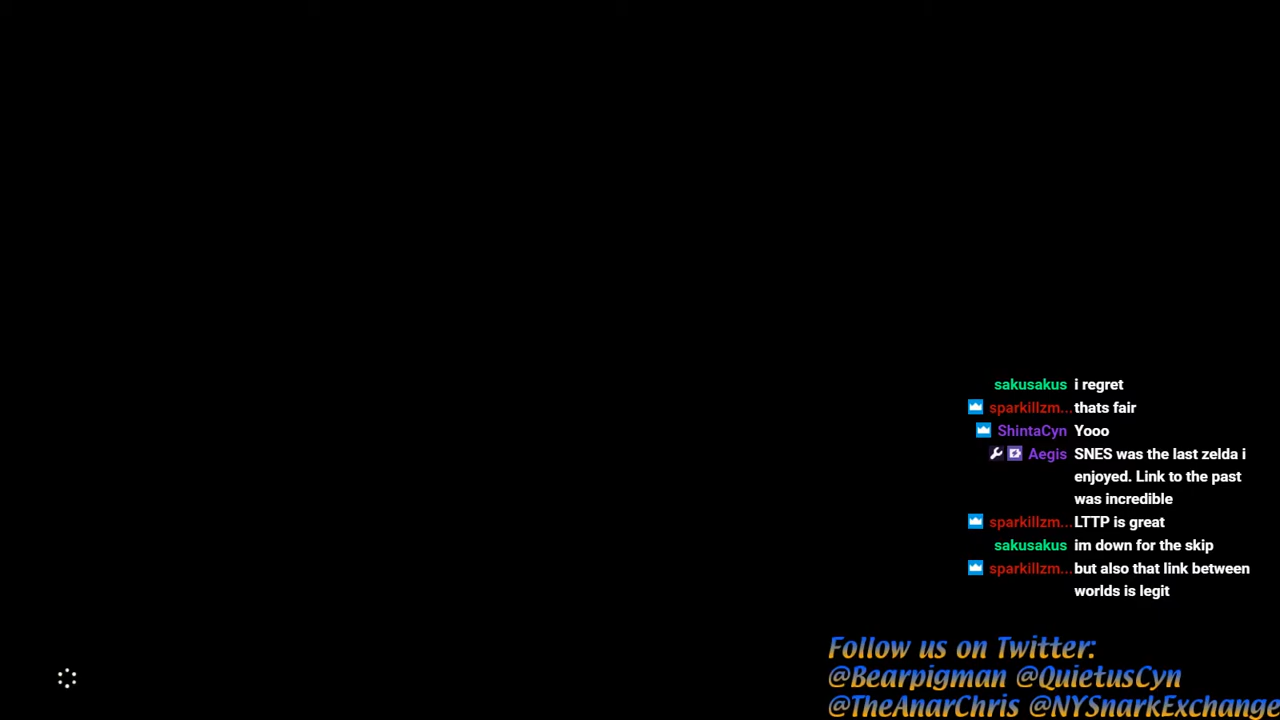 sakusakus i regret
sparkillzm... thats fair
ShintaCyn Yooo
Aegis SNES was the last zelda i
enjoyed. Link to the past
was incredible
sparkillzm... LTTP is great
sakusakus im down for the skip
sparkillzm... but also that link between
worlds is legit
Follow us on Twitter:
@Bearpigman @QuietusCyn
@TheAnarChris @NYSnarkExchange